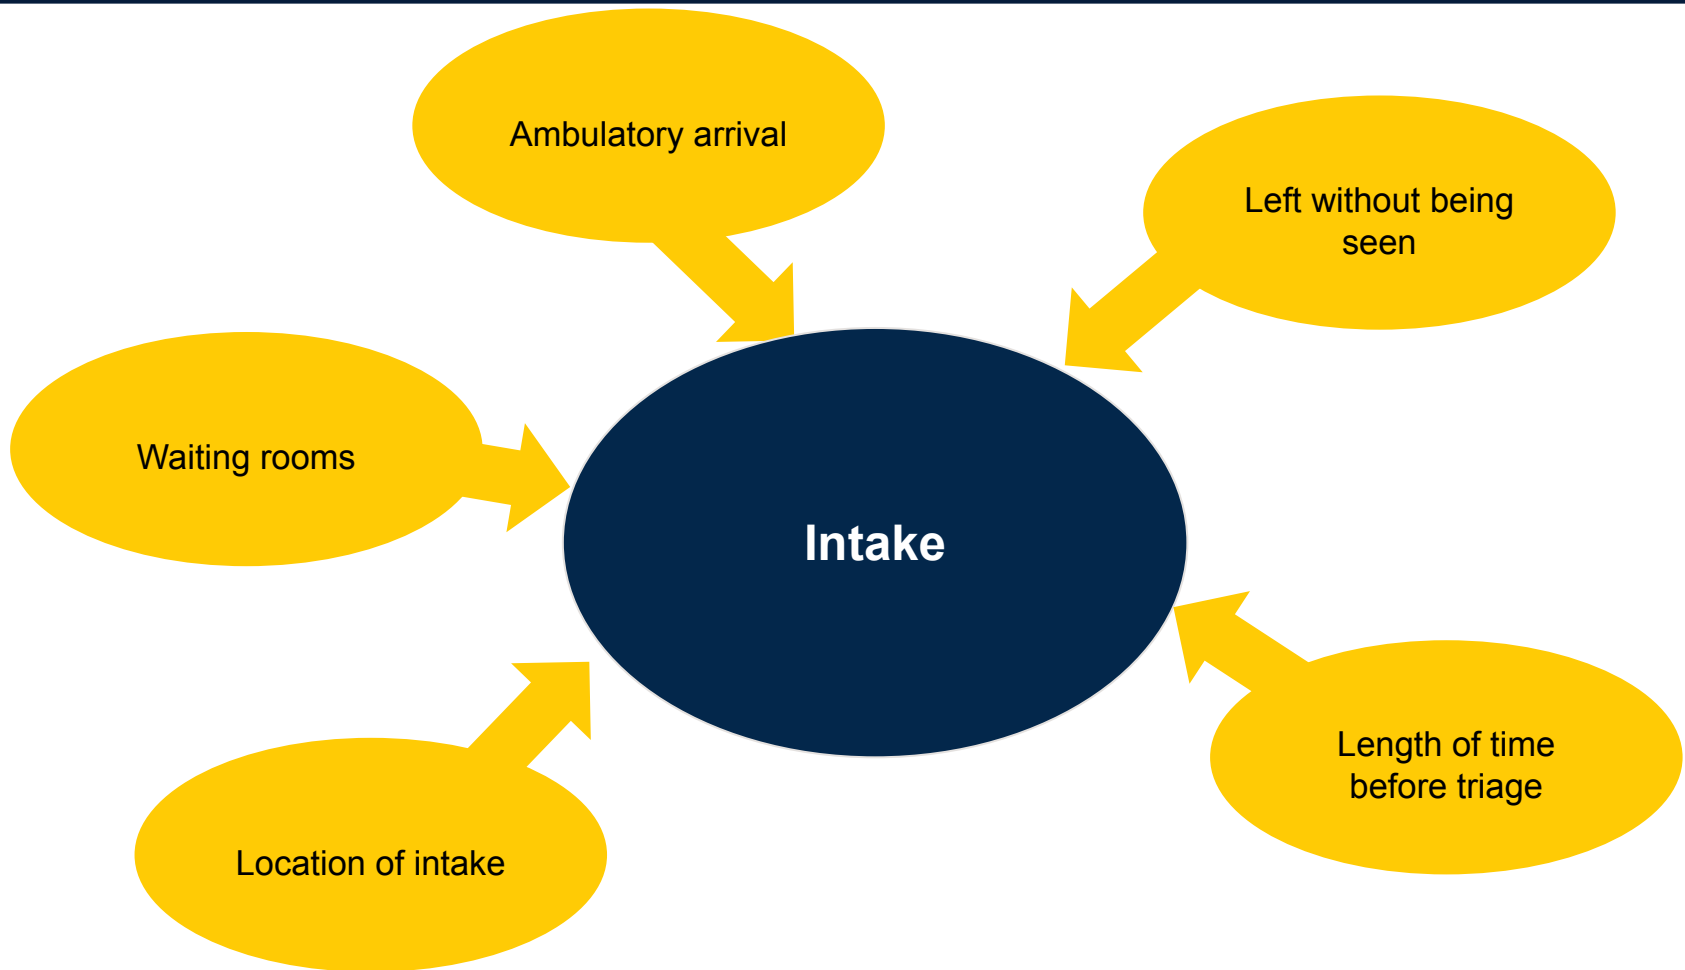 Ambulatory arrival
Left without being
seen
Waiting rooms
Intake
Length of time
before triage
Location of intake